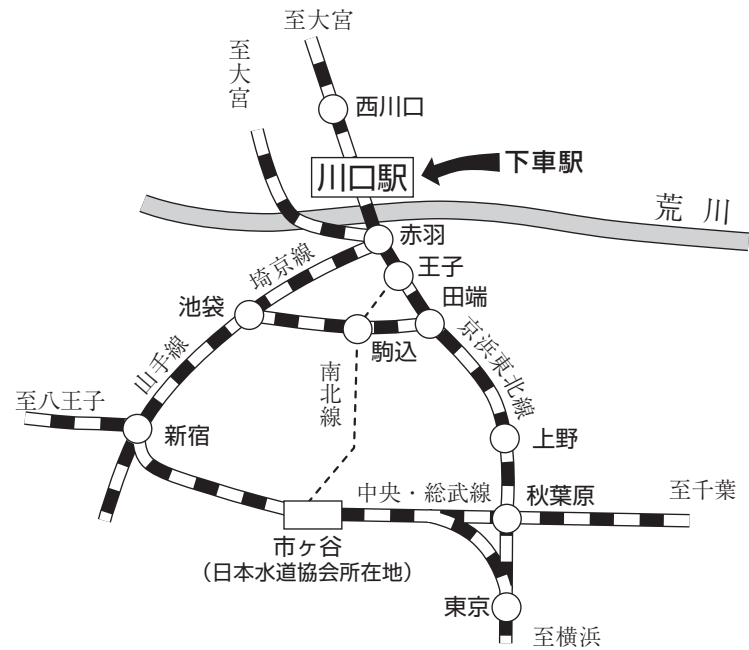 至大宮
至大宮
西川口
川口駅
下車駅
荒川
赤羽
埼京線
王子
池袋
田端
駒込
京浜東北線
山手線
南北線
至八王子
新宿
上野
中央・総武線
秋葉原
至千葉
市ヶ谷
（日本水道協会所在地）
東京
至横浜